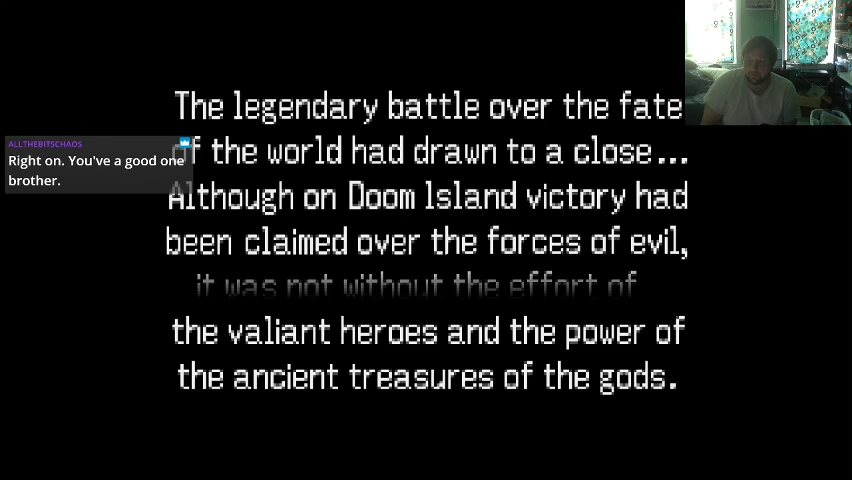 The legendary battle over the fate
ALLTHEBITSCHAOS
Right on. You've a good one
brother.
of the world had drawn to a close...
Although on Doom Island victory had
been claimed over the forces of evil,
it was not without the effort of
the valiant heroes and the power of
the ancient treasures of the gods.